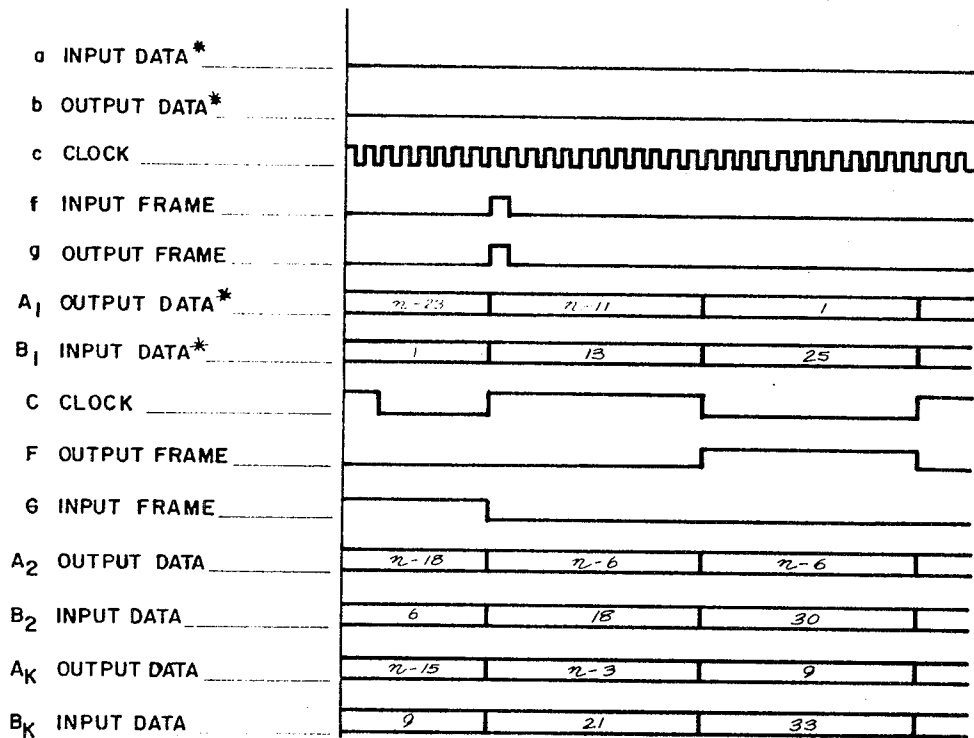 a INPUT DATA*
b OUTPUT DATA*
c CLOCK
f INPUT FRAME
g OUTPUT FRAME
A1 OUTPUT DATA* n-23 n-11 1
B1 INPUT DATA* 1 13 25
C CLOCK
F OUTPUT FRAME
G INPUT FRAME
A2 OUTPUT DATA n-18 n-6 n-6
B2 INPUT DATA 6 18 30
AK OUTPUT DATA n-15 n-3 9
BK INPUT DATA 9 21 33